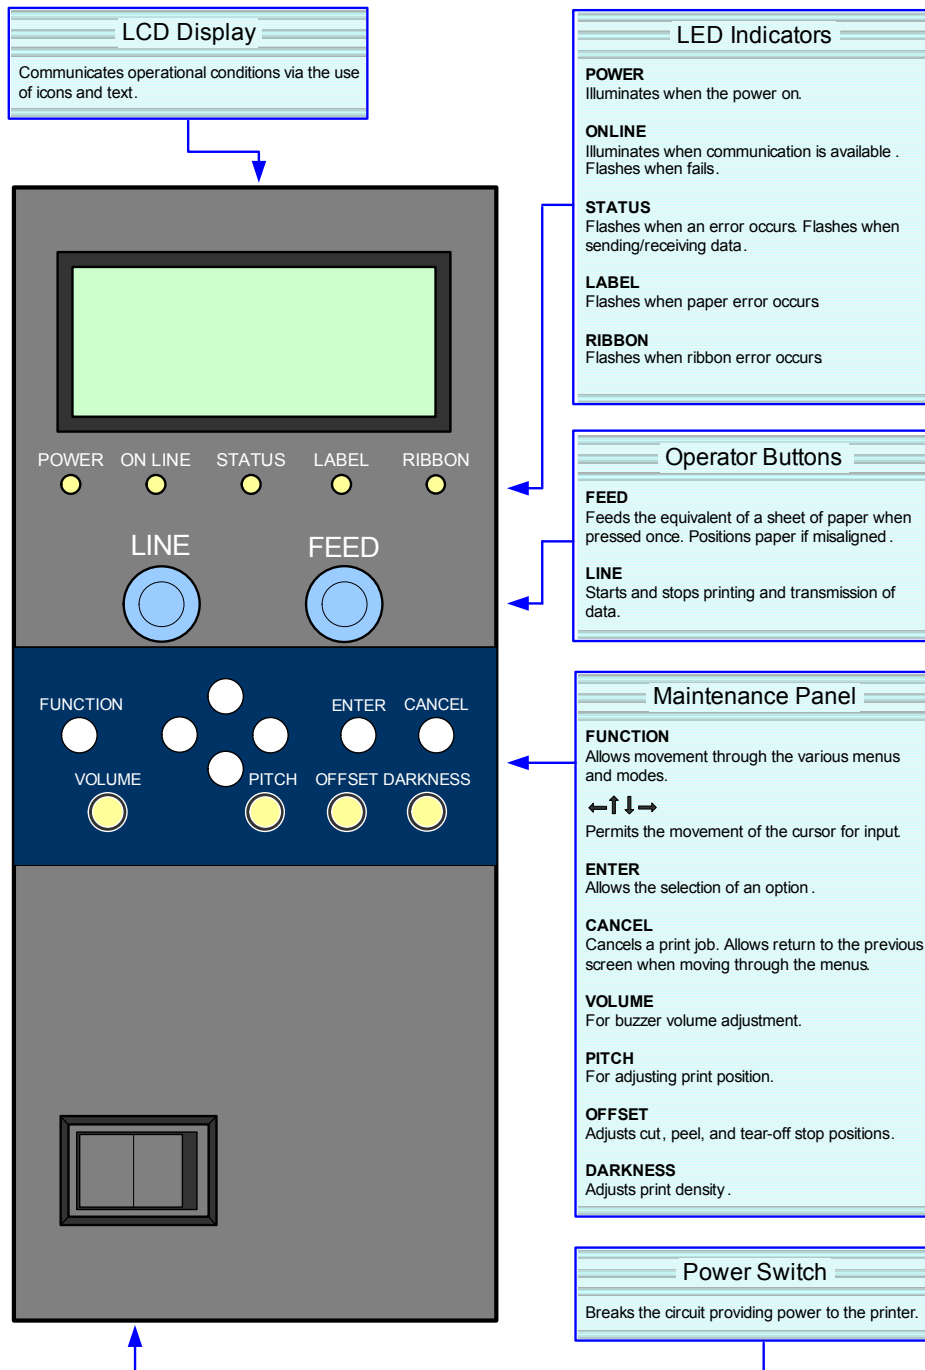 LCD Display
Communicates operational conditions via the use
of icons and text.
LED Indicators
POWER
Illuminates when the power on.
ONLINE
Illuminates when communication is available .
Flashes when fails.
STATUS
Flashes when an error occurs. Flashes when
sending/receiving data.
LABEL
Flashes when paper error occurs.
RIBBON
Flashes when ribbon error occurs.
POWER ON LINE STATUS LABEL RIBBON
LINE FEED
Operator Buttons
FEED
Feeds the equivalent of a sheet of paper when
pressed once. Positions paper if misaligned .
LINE
Starts and stops printing and transmission of
data.
FUNCTION ENTER CANCEL
VOLUME PITCH OFFSET DARKNESS
Maintenance Panel
FUNCTION
Allows movement through the various menus
and modes.
←↑↓→
Permits the movement of the cursor for input.
ENTER
Allows the selection of an option .
CANCEL
Cancels a print job. Allows return to the previous
screen when moving through the menus.
VOLUME
For buzzer volume adjustment.
PITCH
For adjusting print position.
OFFSET
Adjusts cut, peel, and tear-off stop positions.
DARKNESS
Adjusts print density .
Power Switch
Breaks the circuit providing power to the printer.